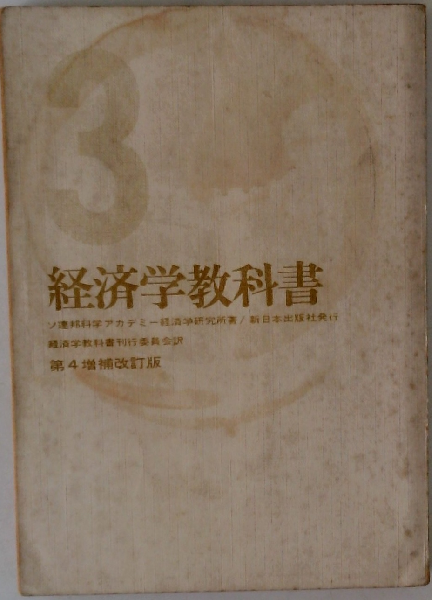 3
経済学教科書
ソ連邦科学アカデミー経済学研究所著/新日本出版社発行
経済学教科書刊行委員会訳
第4増補改訂版